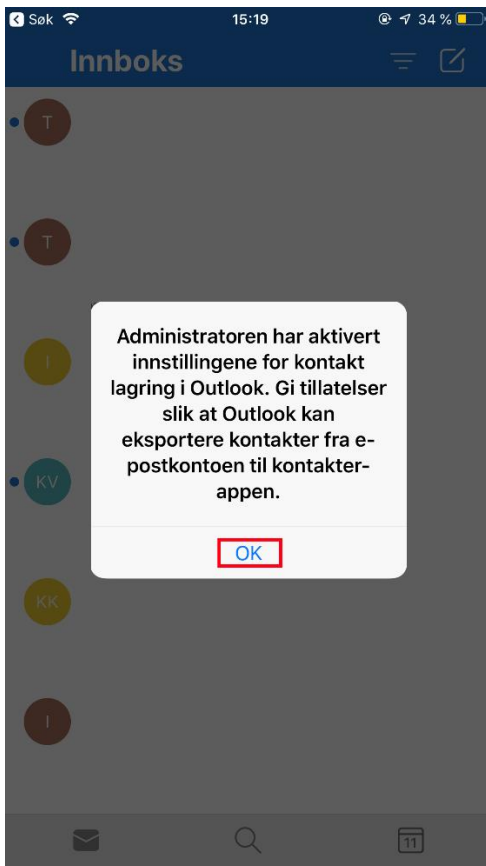 Søk 15:19 34 %
Innboks
T
T
I
Administratoren har aktivert
innstillingene for kontakt
lagring i Outlook. Gi tillatelser
slik at Outlook kan
eksportere kontakter fra e-
postkontoen til kontakter-
appen.
OK
KV
KK
I
11